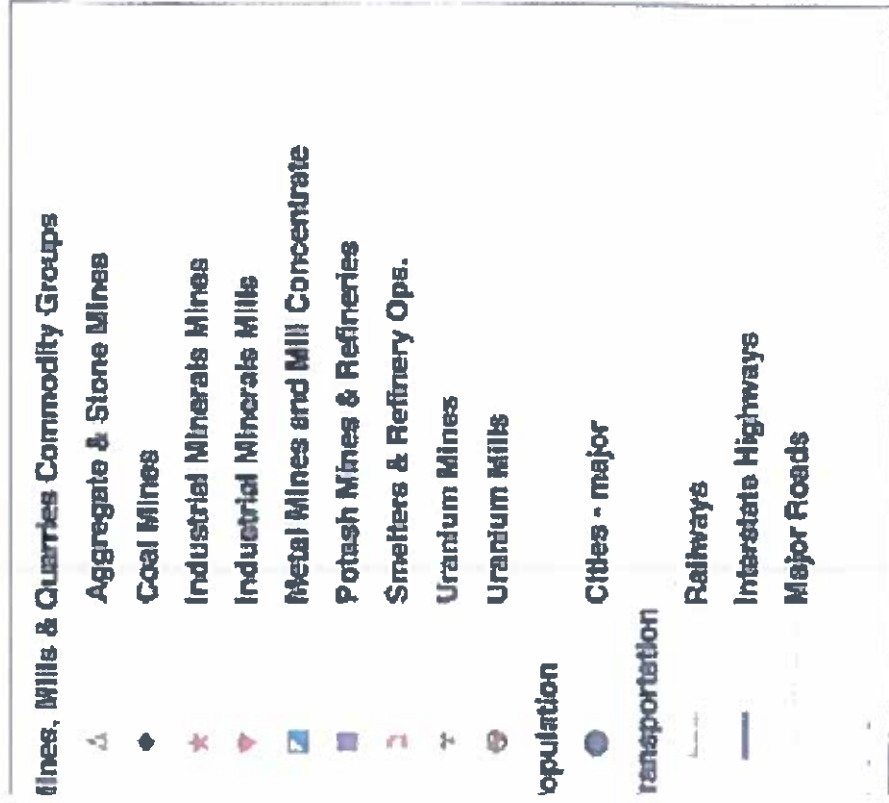 Mines, Mills & Quarries Commodity Groups
Aggregate & Stone Mines
Coal Mines
Industrial Minerals Mines
Industrial Minerals Mills
Metal Mines and Mill Concentrate
Potash Mines & Refineries
Smelters & Refinery Ops.
Uranium Mines
Uranium Mills
opulation
Cities - major
ransportation
Railways
Interstate Highways
Major Roads